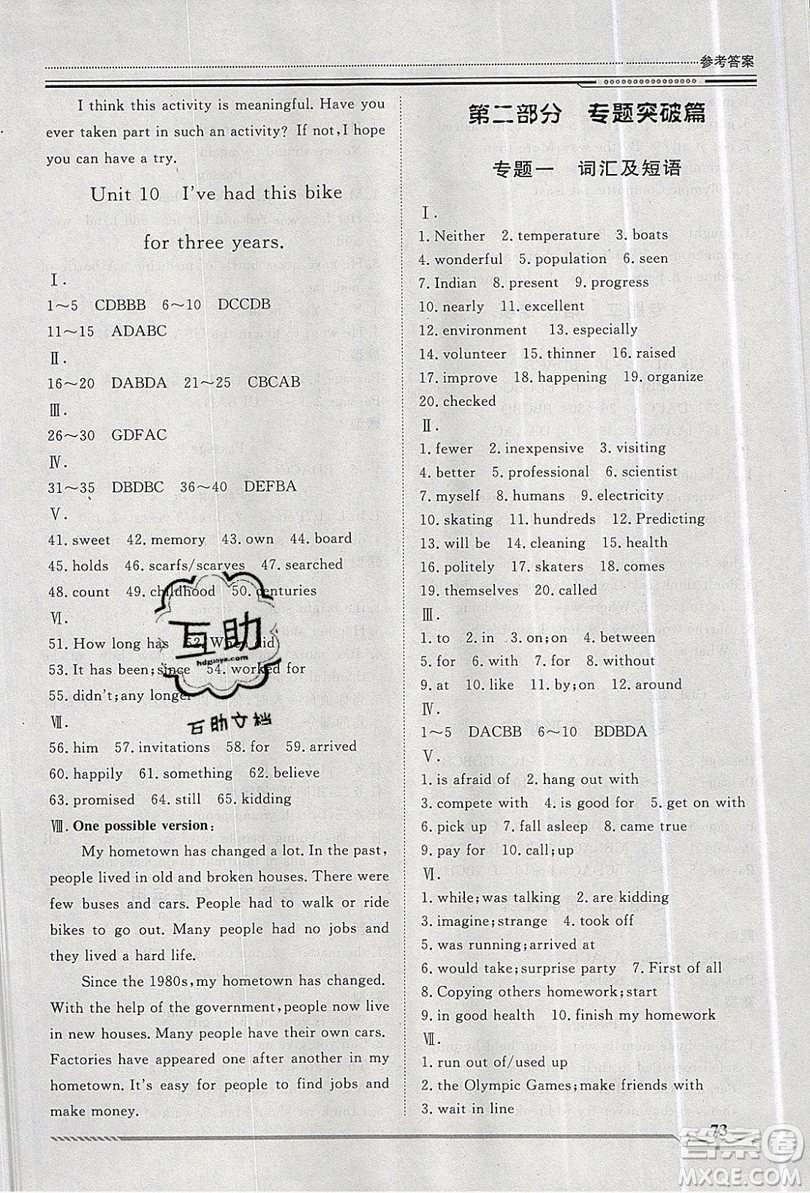 参考答案
I think this activity is meaningful. Have you
ever taken part in such an activity? If not, I hope
you can have a try.
Unit 10 I've had this bike
for three years.
Ⅰ.
1～5 CDBBB 6～10 DCCDB
11～15 ADABC
Ⅱ.
16～20 DABDA 21～25 CBCAB
Ⅲ.
26～30 GDFAC
Ⅳ.
31～35 DBDBC 36～40 DEFBA
Ⅴ.
41. sweet 42. memory 43. own 44. board
45. holds 46. scarfs/scarves 47. searched
48. count 49. childhood 50. centuries
Ⅵ.
51. How long has 52. When did
53. It has been; since 54. worked for
55. didn't; any longer
Ⅶ.
56. him 57. invitations 58. for 59. arrived
60. happily 61. something 62. believe
63. promised 64. still 65. kidding
Ⅷ. One possible version:
My hometown has changed a lot. In the past,
people lived in old and broken houses. There were
few buses and cars. People had to walk or ride
bikes to go out. Many people had no jobs and
they lived a hard life.
Since the 1980s, my hometown has changed.
With the help of the government, people now live
in new houses. Many people have their own cars.
Factories have appeared one after another in my
hometown. It's easy for people to find jobs and
make money.
第二部分 专题突破篇
专题一 词汇及短语
Ⅰ.
1. Neither 2. temperature 3. boats
4. wonderful 5. population 6. seen
7. Indian 8. present 9. progress
10. nearly 11. excellent
12. environment 13. especially
14. volunteer 15. thinner 16. raised
17. improve 18. happening 19. organize
20. checked
Ⅱ.
1. fewer 2. inexpensive 3. visiting
4. better 5. professional 6. scientist
7. myself 8. humans 9. electricity
10. skating 11. hundreds 12. Predicting
13. will be 14. cleaning 15. health
16. politely 17. skaters 18. comes
19. themselves 20. called
Ⅲ.
1. to 2. in 3. on; on 4. between
5. for 6. with 7. for 8. without
9. at 10. like 11. to 12. during
Ⅳ.
1～5 DACBB 6～10 BDBDA
Ⅴ.
1. is afraid of 2. hang out with
3. compete with 4. is good for 5. get on with
6. pick up 7. fall asleep 8. came true
9. pay for 10. call up
Ⅵ.
1. while; was talking 2. are kidding
3. imagine; strange 4. took off
5. was running; arrived at
6. would take; surprise party 7. First of all
8. Copying others homework; start
9. in good health 10. finish my homework
Ⅶ.
1. run out of/used up
2. the Olympic Games; make friends with
3. wait in line
73
互助
hdgzoye.com
互助文档
答案圈
MXQE.COM